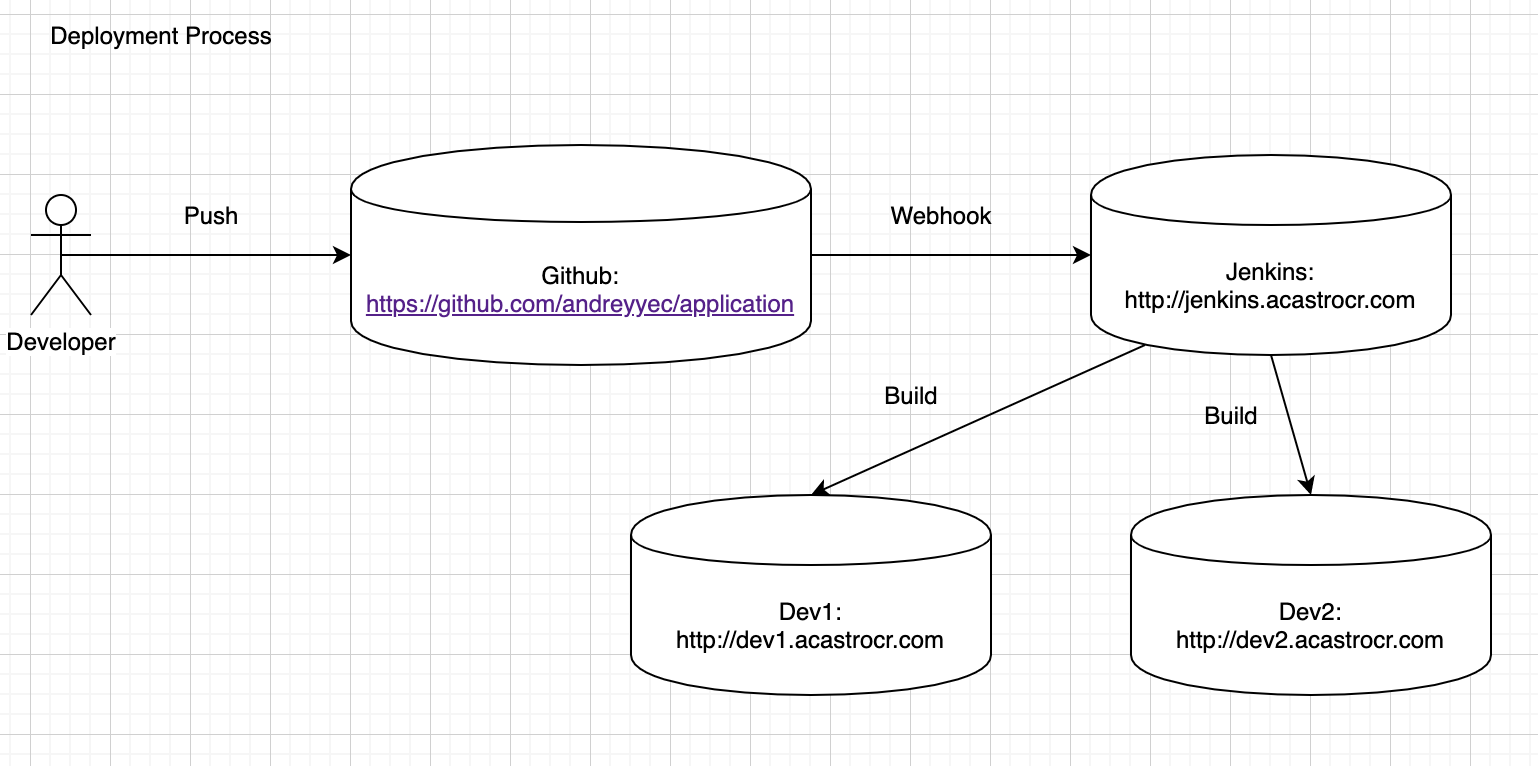 Deployment Process
Push
Webhook
Developer
Github:
https://github.com/andreyyec/application
Jenkins:
http://jenkins.acastrocr.com
Build
Build
Dev1:
http://dev1.acastrocr.com
Dev2:
http://dev2.acastrocr.com